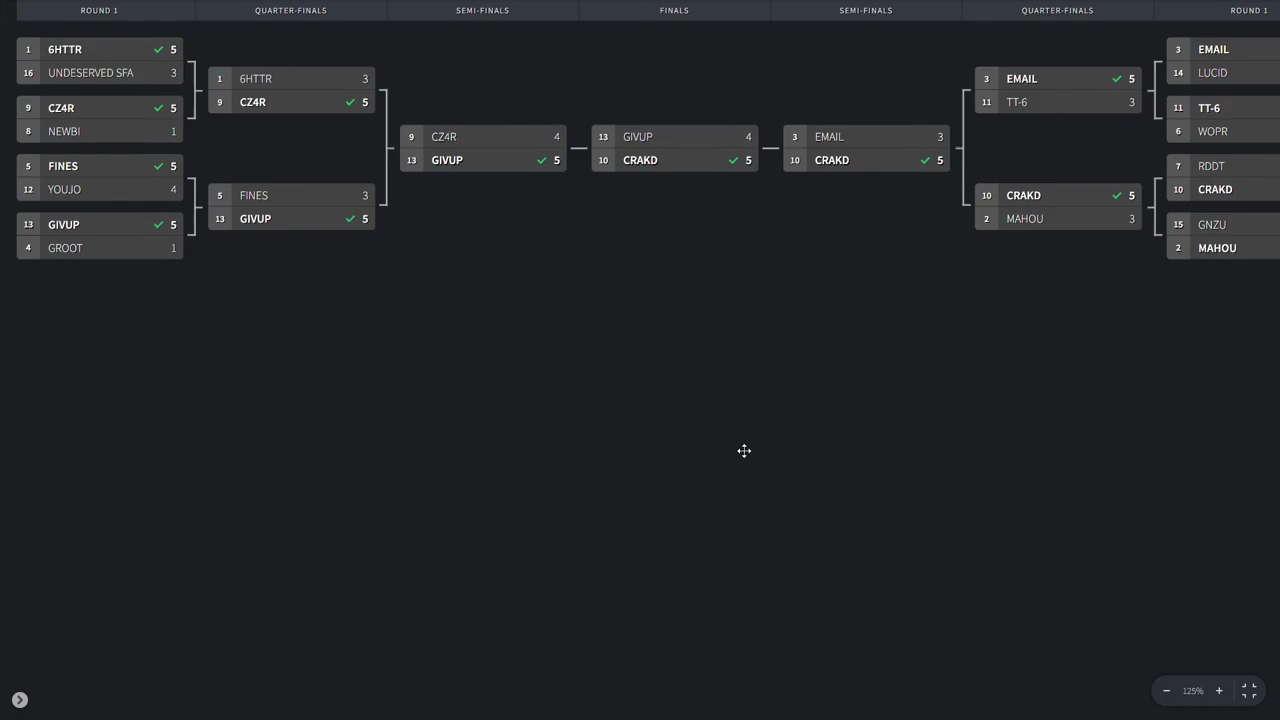 ROUND 1
QUARTER-FINALS
SEMI-FINALS
FINALS
SEMI-FINALS
QUARTER-FINALS
ROUND 1
1 6HTTR 5
16 UNDESERVED SFA 3
9 CZ4R 5
8 NEWBI 1
5 FINES 5
12 YOUJO 4
13 GIVUP 5
4 GROOT 1
1 6HTTR 3
9 CZ4R 5
5 FINES 3
13 GIVUP 5
9 CZ4R 4
13 GIVUP 5
13 GIVUP 4
10 CRAKD 5
3 EMAIL 3
10 CRAKD 5
3 EMAIL 5
11 TT-6 3
10 CRAKD 5
2 MAHOU 3
3 EMAIL
14 LUCID
11 TT-6
6 WOPR
7 RDDT
10 CRAKD
15 GNZU
2 MAHOU
− 125% +